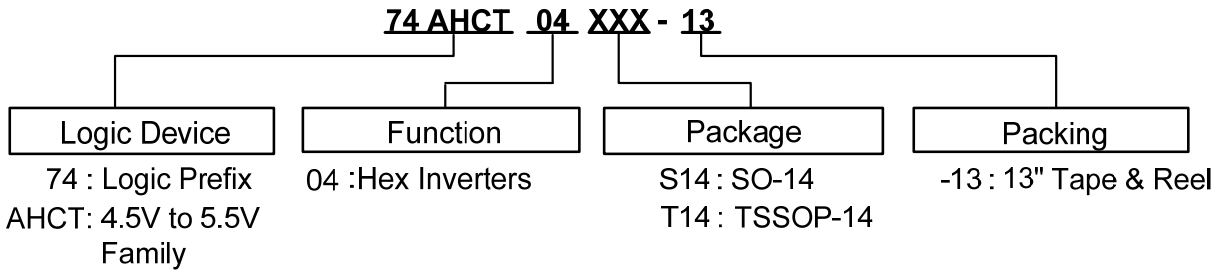 74 AHCT 04 XXX - 13
Logic Device
Function
Package
Packing
74 : Logic Prefix
AHCT: 4.5V to 5.5V
Family
04 :Hex Inverters
S14 : SO-14
T14 : TSSOP-14
-13 : 13" Tape & Reel